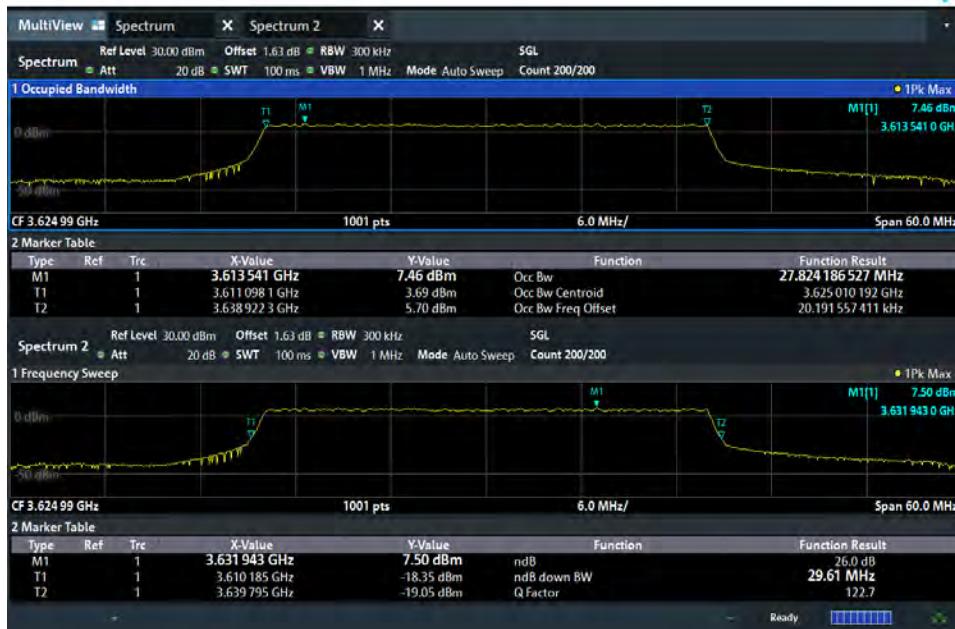 MultiView Spectrum X Spectrum 2 X
Ref Level 30.00 dBm Offset 1.63 dB RBW 300 kHz SGL
Spectrum Att 20 dB SWT 100 ms VBW 1 MHz Mode Auto Sweep Count 200/200
1 Occupied Bandwidth 1Pk Max
T1 M1 T2 M1[1] 7.46 dBm
0 dBm 3.613 541 0 GH
-50 dBm
CF 3.624 99 GHz 1001 pts 6.0 MHz/ Span 60.0 MHz
2 Marker Table
Type Ref Trc X-Value Y-Value Function Function Result
M1 1 3.613 541 GHz 7.46 dBm Occ Bw 27.824 186 527 MHz
T1 1 3.611 098 1 GHz 3.69 dBm Occ Bw Centroid 3.625 010 192 GHz
T2 1 3.638 922 3 GHz 5.70 dBm Occ Bw Freq Offset 20.191 557 411 kHz
Ref Level 30.00 dBm Offset 1.63 dB RBW 300 kHz SGL
Spectrum 2 Att 20 dB SWT 100 ms VBW 1 MHz Mode Auto Sweep Count 200/200
1 Frequency Sweep 1Pk Max
M1 M1[1] 7.50 dBm
0 dBm T1 T2 3.631 943 0 GH
-50 dBm
CF 3.624 99 GHz 1001 pts 6.0 MHz/ Span 60.0 MHz
2 Marker Table
Type Ref Trc X-Value Y-Value Function Function Result
M1 1 3.631 943 GHz 7.50 dBm ndB 26.0 dB
T1 1 3.610 185 GHz -18.35 dBm ndB down BW 29.61 MHz
T2 1 3.639 795 GHz -19.05 dBm Q Factor 122.7
Ready